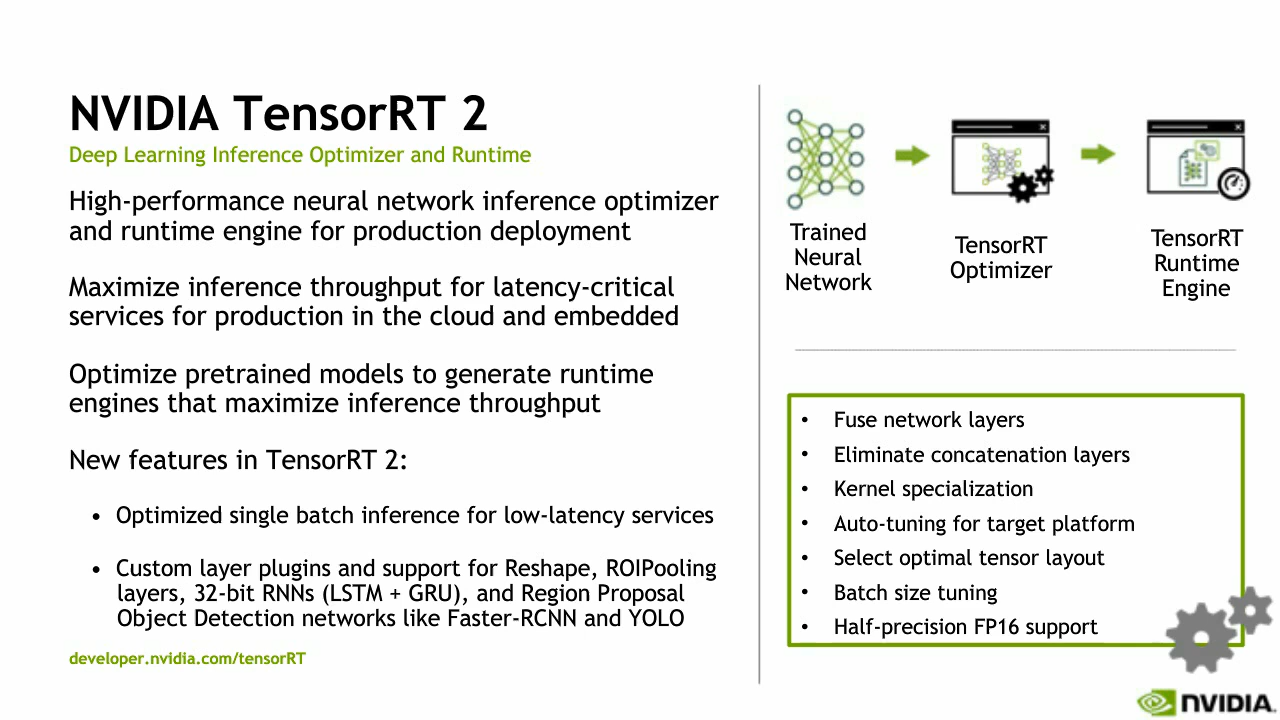 NVIDIA TensorRT 2
Deep Learning Inference Optimizer and Runtime
High-performance neural network inference optimizer
and runtime engine for production deployment
Maximize inference throughput for latency-critical
services for production in the cloud and embedded
Optimize pretrained models to generate runtime
engines that maximize inference throughput
New features in TensorRT 2:
• Optimized single batch inference for low-latency services
• Custom layer plugins and support for Reshape, ROIPooling
layers, 32-bit RNNs (LSTM + GRU), and Region Proposal
Object Detection networks like Faster-RCNN and YOLO
developer.nvidia.com/tensorRT
Trained
Neural
Network
TensorRT
Optimizer
TensorRT
Runtime
Engine
• Fuse network layers
• Eliminate concatenation layers
• Kernel specialization
• Auto-tuning for target platform
• Select optimal tensor layout
• Batch size tuning
• Half-precision FP16 support
NVIDIA.